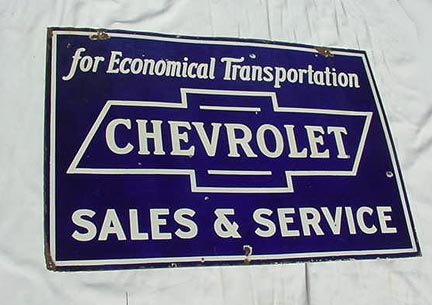 for Economical Transportation
CHEVROLET
SALES & SERVICE